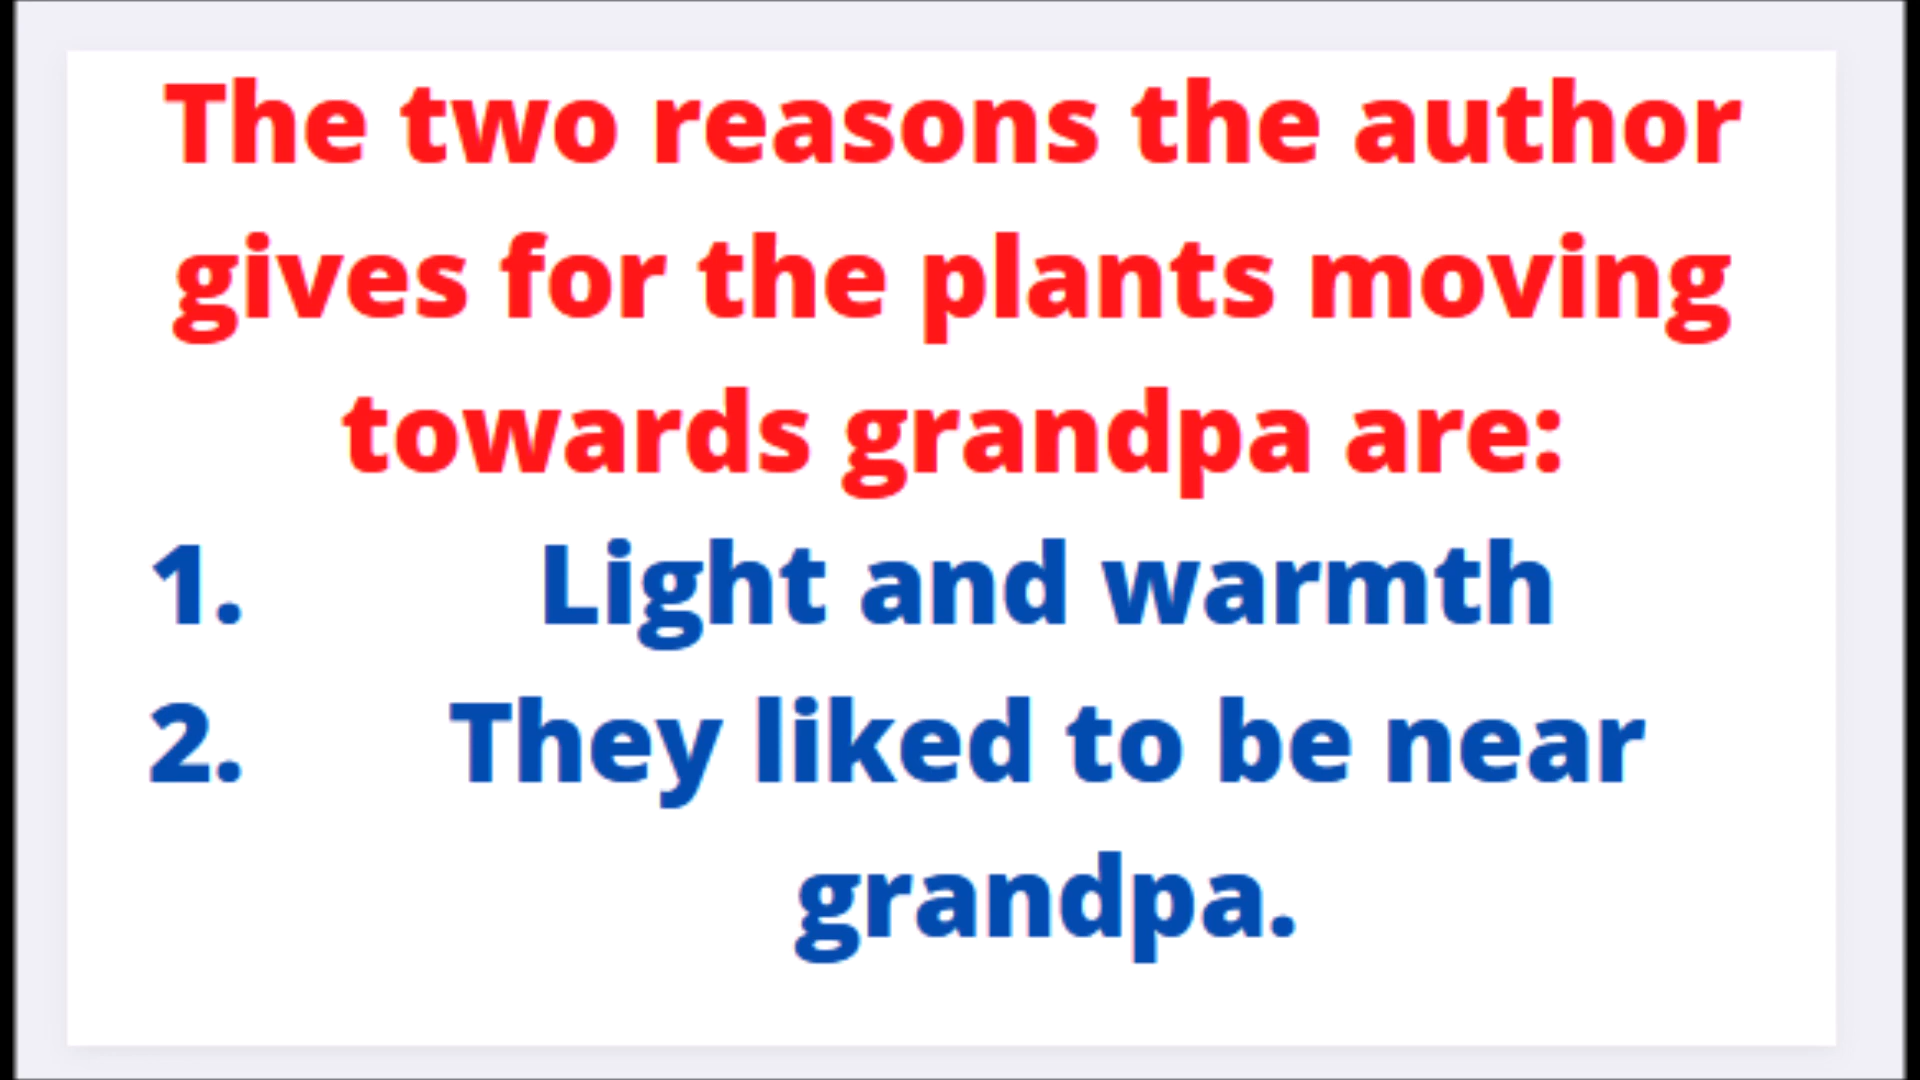 The two reasons the author
gives for the plants moving
towards grandpa are:
1. Light and warmth
2. They liked to be near
grandpa.